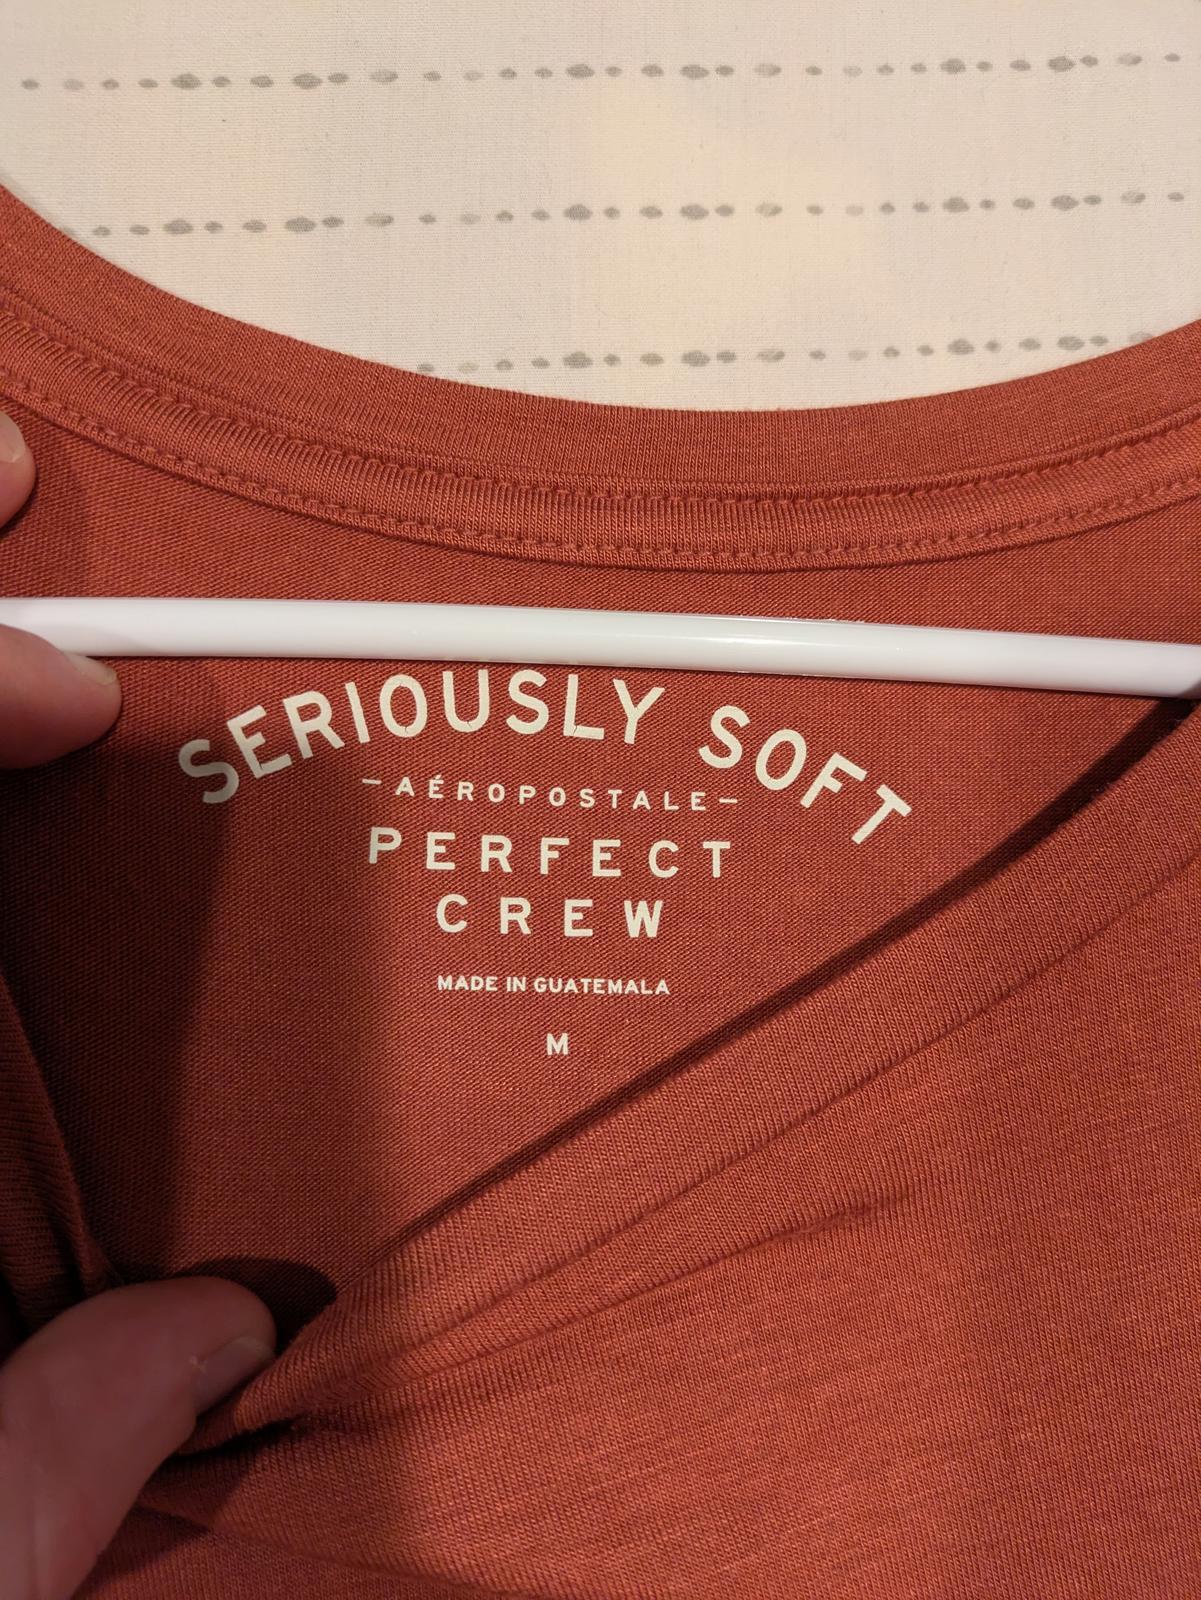 SERIOUSLY SOFT
–AÉROPOSTALE–
PERFECT
CREW
MADE IN GUATEMALA
M